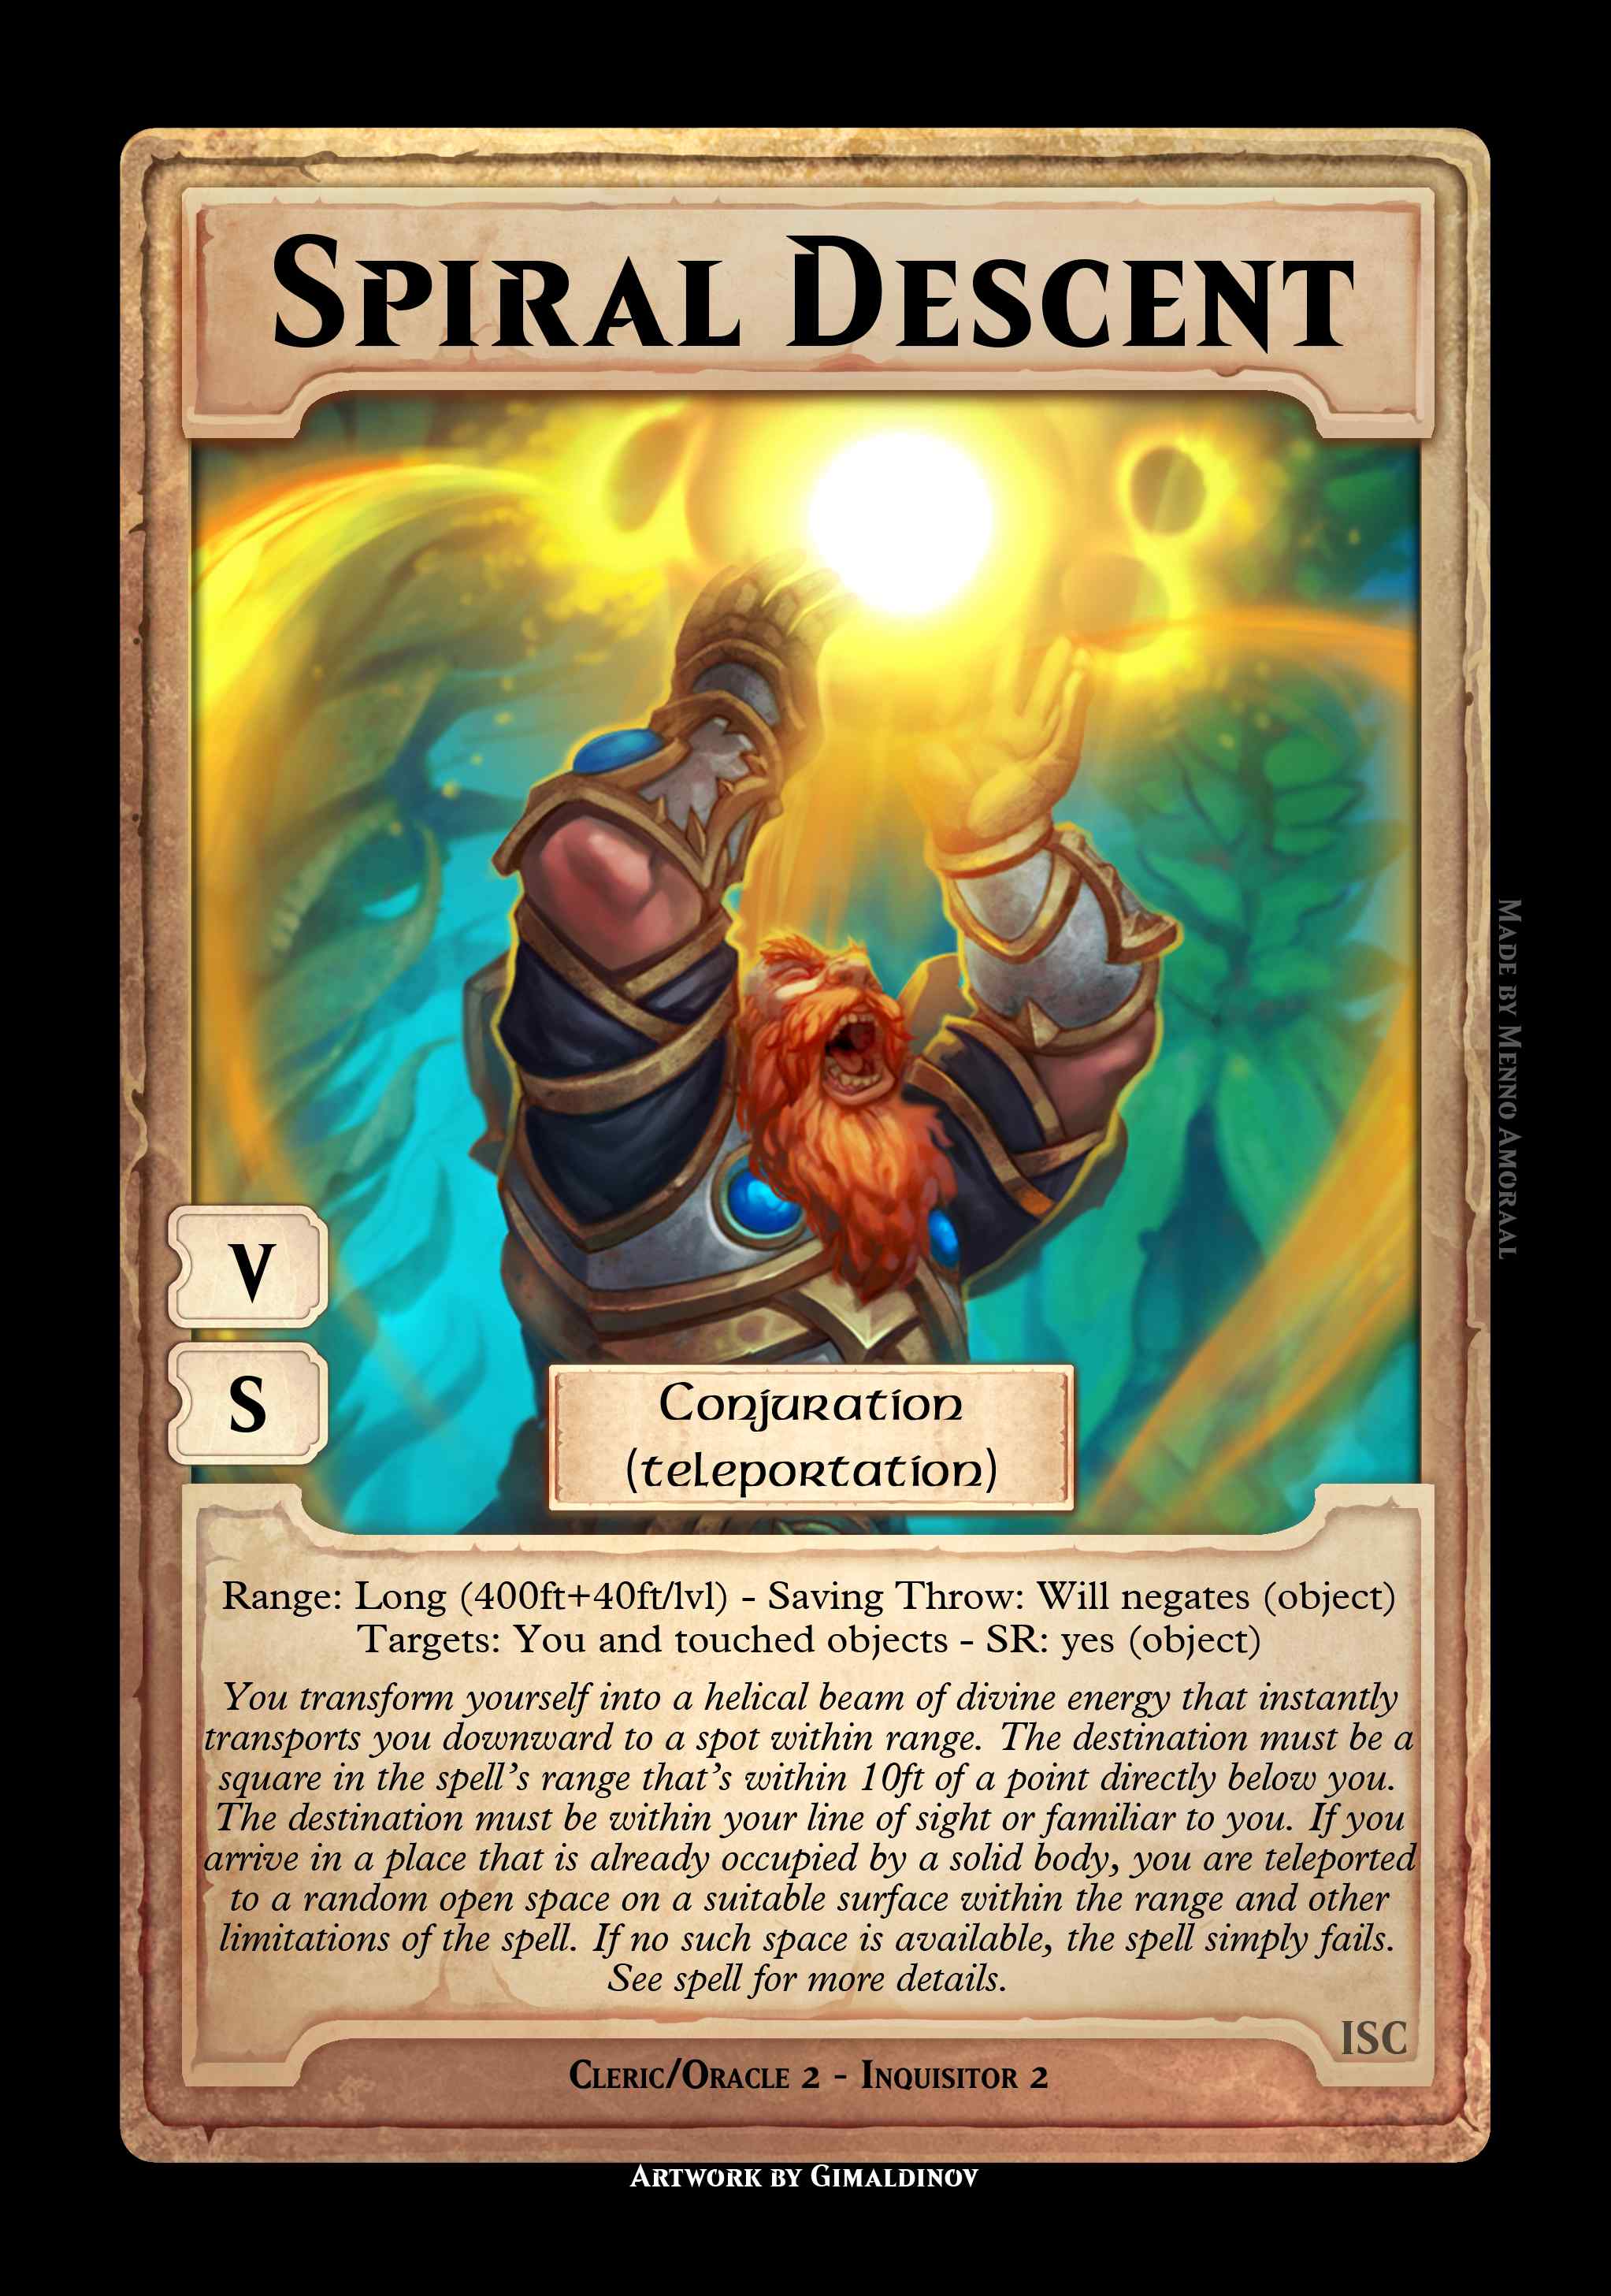 Spiral Descent
V
S
Conjuration
(teleportation)
Range: Long (400ft+40ft/lvl) - Saving Throw: Will negates (object)
Targets: You and touched objects - SR: yes (object)
You transform yourself into a helical beam of divine energy that instantly
transports you downward to a spot within range. The destination must be a
square in the spell's range that's within 10ft of a point directly below you.
The destination must be within your line of sight or familiar to you. If you
arrive in a place that is already occupied by a solid body, you are teleported
to a random open space on a suitable surface within the range and other
limitations of the spell. If no such space is available, the spell simply fails.
See spell for more details.
ISC
Cleric/Oracle 2 - Inquisitor 2
Artwork by Gimaldinov
Made by Menno Amoraal